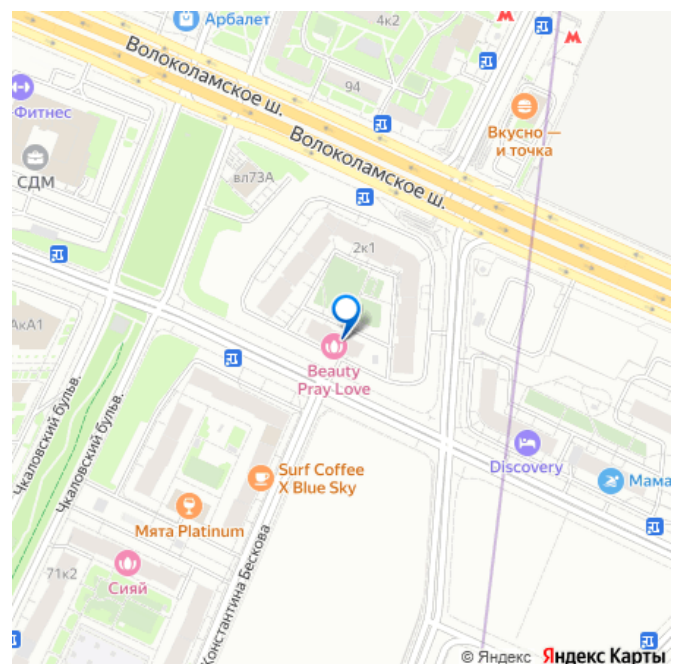 Арбалет
4к2
Волоколамское ш.
94
-Фитнес
Вкусно —
и точка
СДМ
Волоколамское ш.
вл73А
2к1
АкА1
Beauty
Pray Love
Чкаловский бульв.
Чкаловский бульв.
Discovery
Surf Coffee
X Blue Sky
Мама
Мята Platinum
71к2
Сияй
Константина Бескова
© Яндекс Яндекс Карты